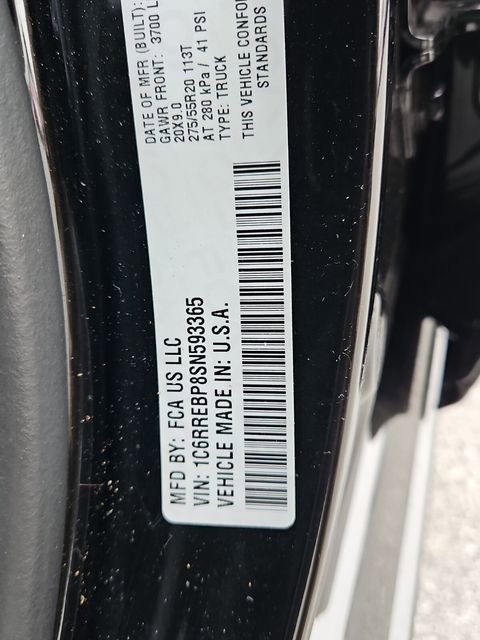 MFD BY: FCA US LLC
VIN: 1C6RREBP8SN593365
VEHICLE MADE IN: U.S.A.
DATE OF MFR (BUILT):
GAWR FRONT: 3700 L
20X9.0
275/55R20 113T
AT 280 kPa / 41 PSI
TYPE: TRUCK
THIS VEHICLE CONFO
STANDARDS